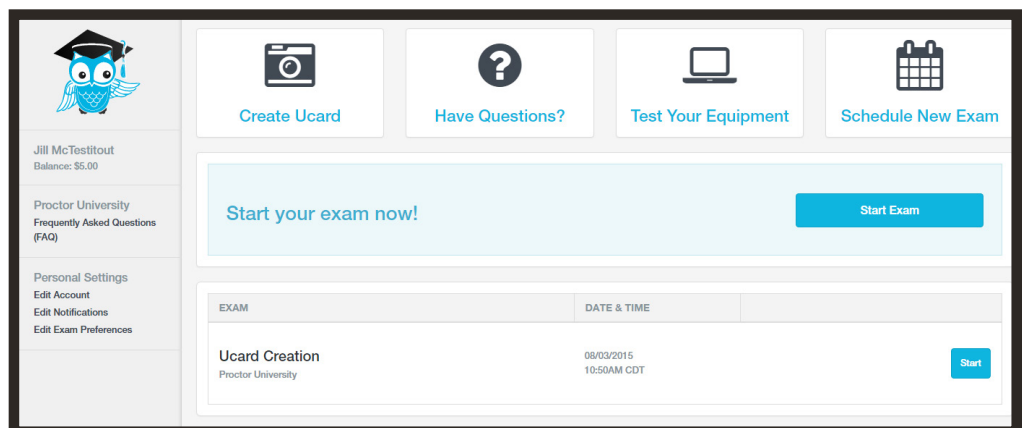 Create Ucard
Have Questions?
Test Your Equipment
Schedule New Exam
Jill McTestitout
Balance: $5.00
Proctor University
Frequently Asked Questions
(FAQ)
Personal Settings
Edit Account
Edit Notifications
Edit Exam Preferences
Start your exam now!
Start Exam
EXAM
DATE & TIME
Ucard Creation
Proctor University
08/03/2015
10:50AM CDT
Start